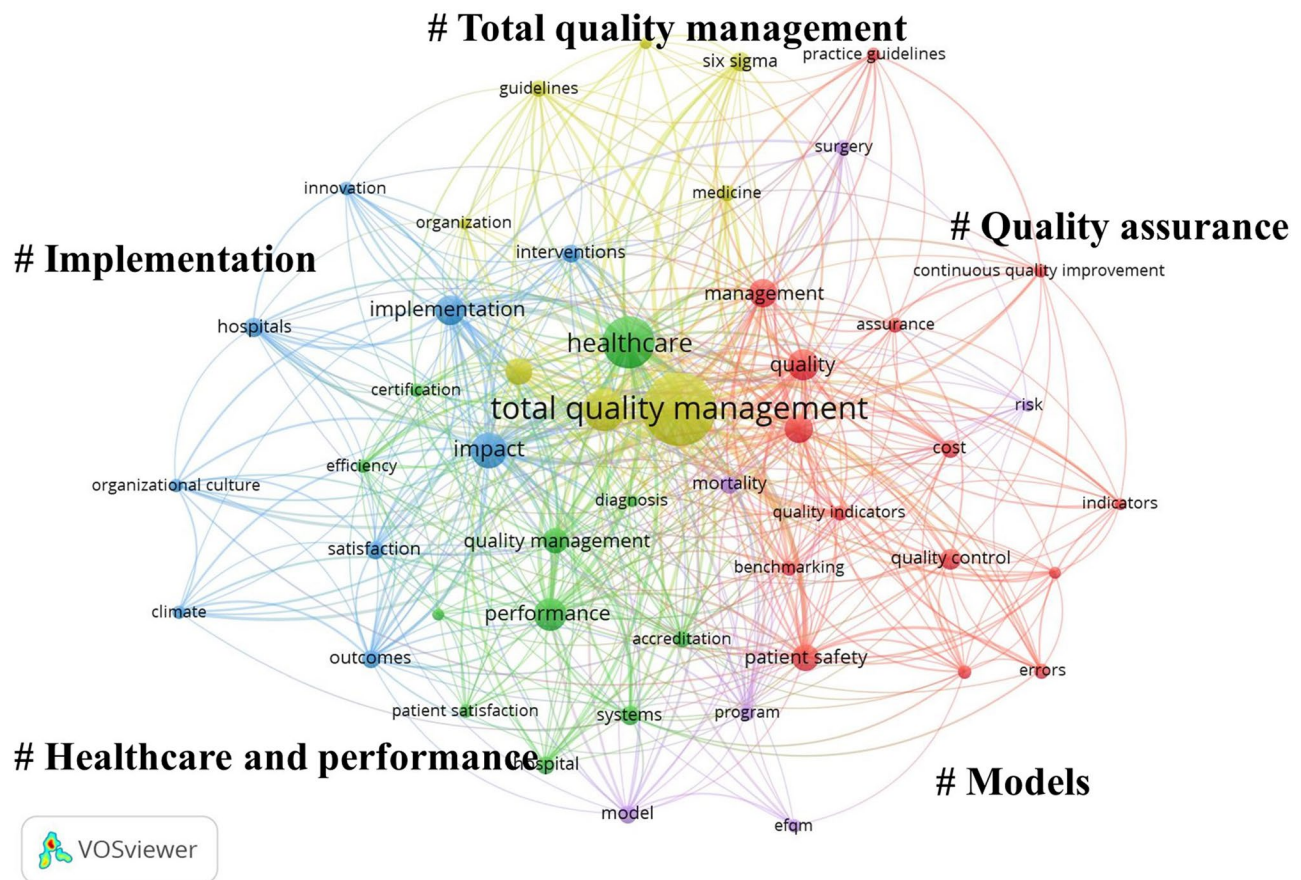 # Total quality management
six sigma
practice guidelines
guidelines
surgery
innovation
medicine
organization
# Quality assurance
# Implementation
interventions
continuous quality improvement
management
implementation
hospitals
assurance
healthcare
quality
certification
total quality management
risk
impact
cost
efficiency
organizational culture
mortality
diagnosis
quality indicators
indicators
satisfaction
quality management
benchmarking
quality control
climate
performance
accreditation
outcomes
patient safety
errors
patient satisfaction
systems
program
# Healthcare and performance
hospital
# Models
model
efqm
VOSviewer